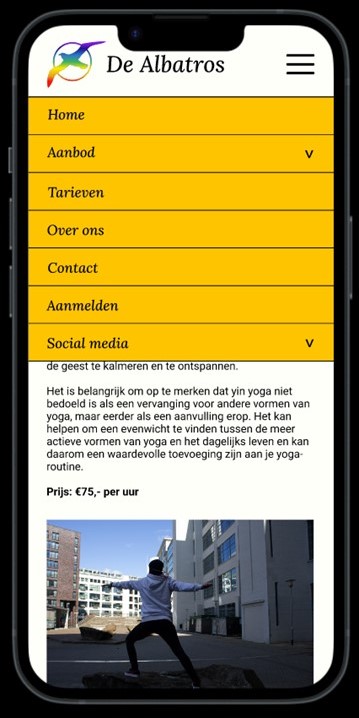 De Albatros
Home
Aanbod
Tarieven
Over ons
Contact
Aanmelden
Social media
de geest te kalmeren en te ontspannen.
Het is belangrijk om op te merken dat yin yoga niet
bedoeld is als een vervanging voor andere vormen van
yoga, maar eerder als een aanvulling erop. Het kan
helpen om een evenwicht te vinden tussen de meer
actieve vormen van yoga en het dagelijks leven en kan
daarom een waardevolle toevoeging zijn aan je yoga-
routine.
Prijs: €75,- per uur